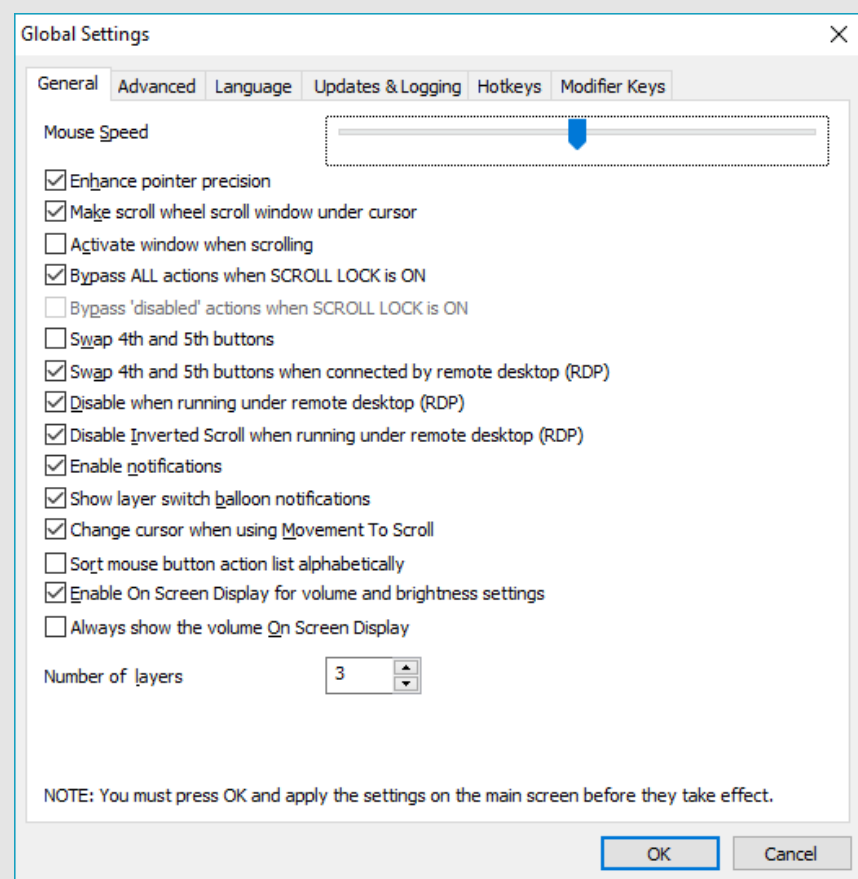 Global Settings
General Advanced Language Updates & Logging Hotkeys Modifier Keys
Mouse Speed
Enhance pointer precision
Make scroll wheel scroll window under cursor
Activate window when scrolling
Bypass ALL actions when SCROLL LOCK is ON
Bypass 'disabled' actions when SCROLL LOCK is ON
Swap 4th and 5th buttons
Swap 4th and 5th buttons when connected by remote desktop (RDP)
Disable when running under remote desktop (RDP)
Disable Inverted Scroll when running under remote desktop (RDP)
Enable notifications
Show layer switch balloon notifications
Change cursor when using Movement To Scroll
Sort mouse button action list alphabetically
Enable On Screen Display for volume and brightness settings
Always show the volume On Screen Display
Number of layers 3
NOTE: You must press OK and apply the settings on the main screen before they take effect.
OK Cancel